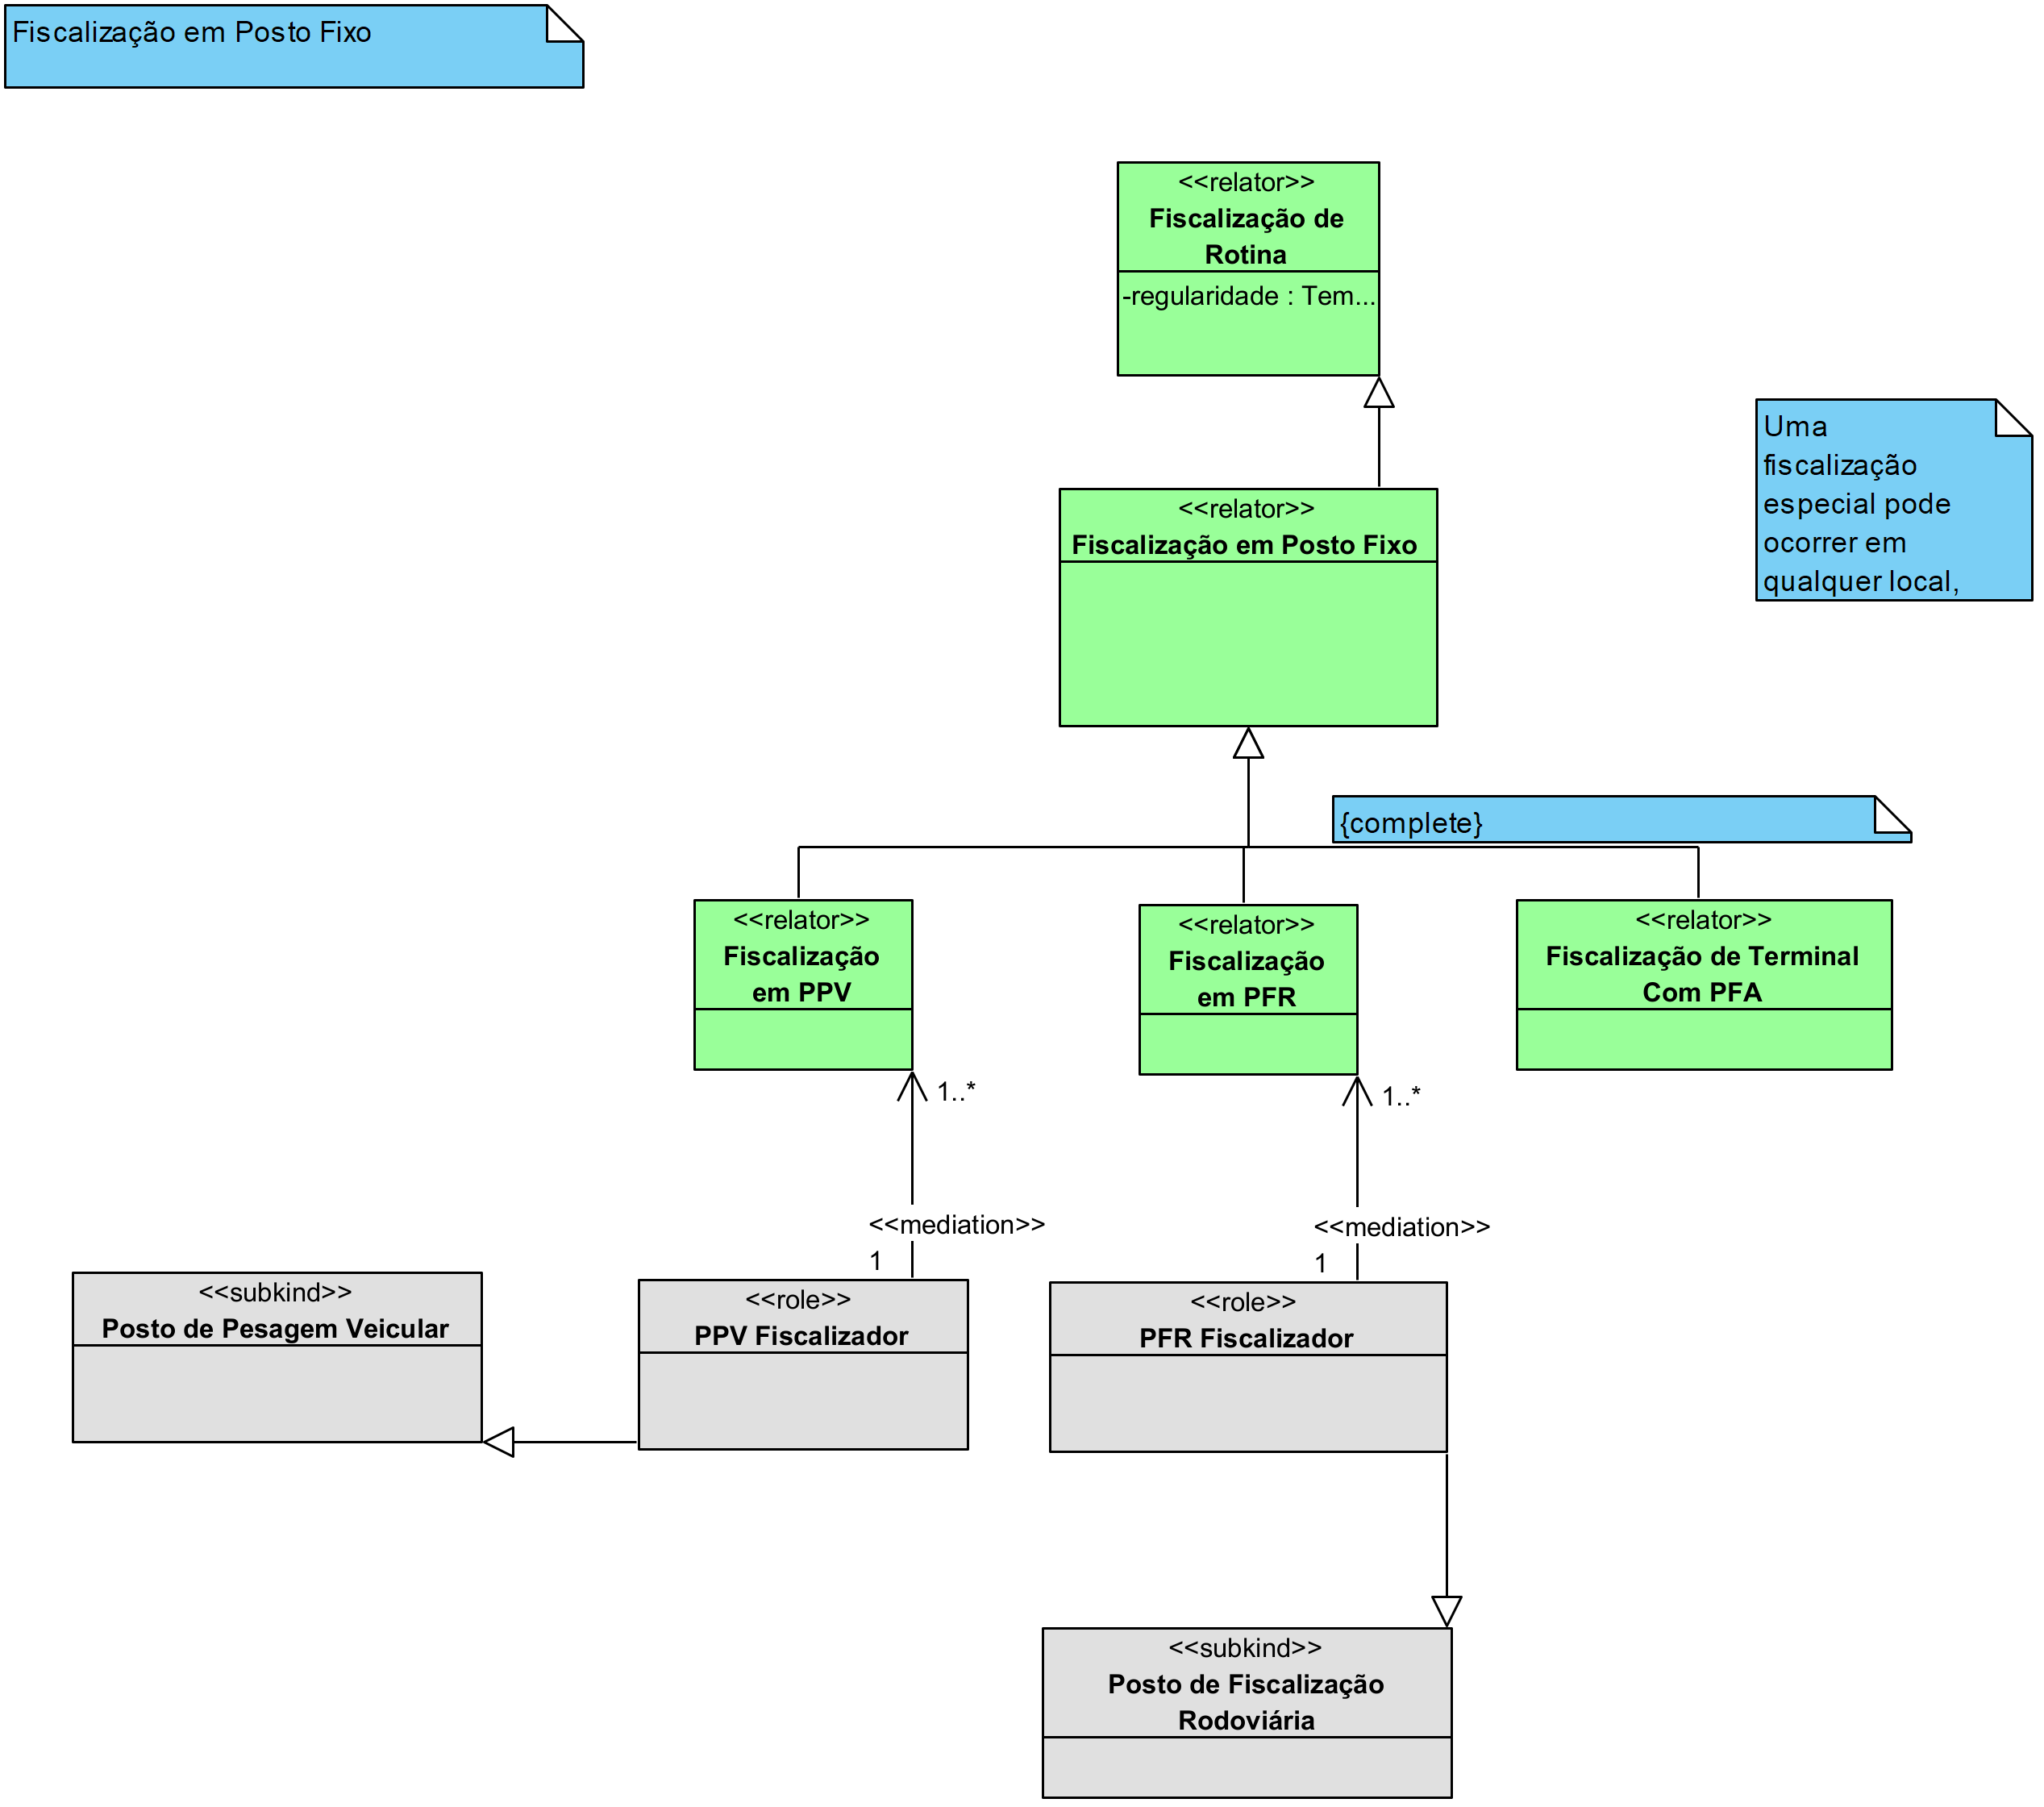 Fiscalização em Posto Fixo
<<relator>>
Fiscalização de
Rotina
-regularidade : Tem...
Uma
fiscalização
especial pode
ocorrer em
qualquer local,
<<relator>>
Fiscalização em Posto Fixo
{complete}
<<relator>>
Fiscalização
em PPV
<<relator>>
Fiscalização
em PFR
<<relator>>
Fiscalização de Terminal
Com PFA
1..*
1..*
<<mediation>>
<<mediation>>
1
1
<<subkind>>
Posto de Pesagem Veicular
<<role>>
PPV Fiscalizador
<<role>>
PFR Fiscalizador
<<subkind>>
Posto de Fiscalização
Rodoviária